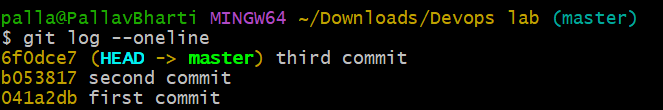 palla@PallavBharti MINGW64 ~/Downloads/Devops lab (master)
$ git log --oneline
6f0dce7 (HEAD -> master) third commit
b053817 second commit
041a2db first commit